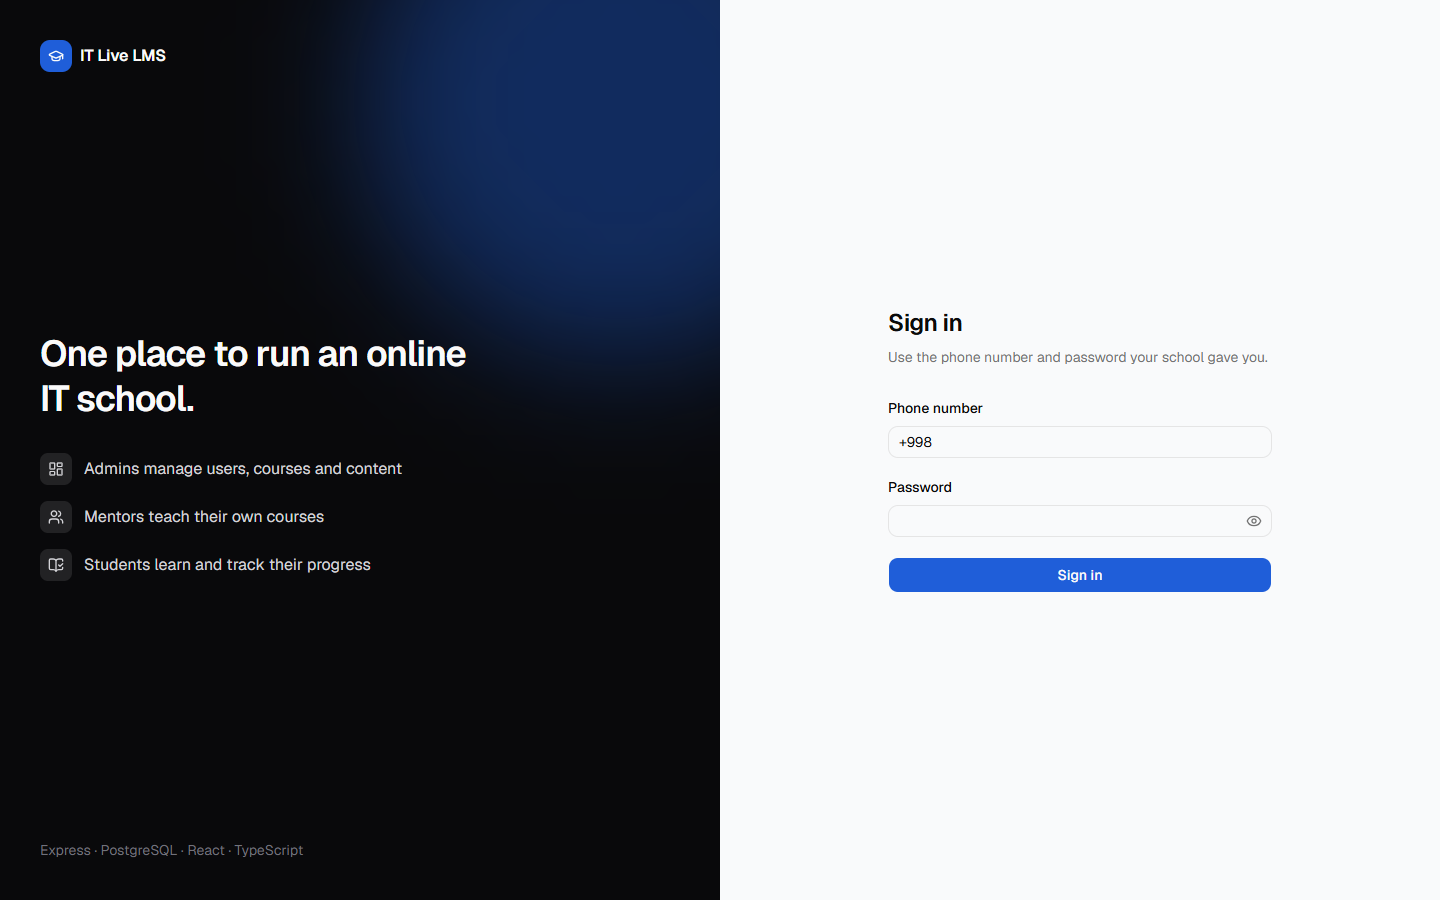 IT Live LMS
One place to run an online
IT school.
Admins manage users, courses and content
Mentors teach their own courses
Students learn and track their progress
Express · PostgreSQL · React · TypeScript
Sign in
Use the phone number and password your school gave you.
Phone number
+998
Password
Sign in